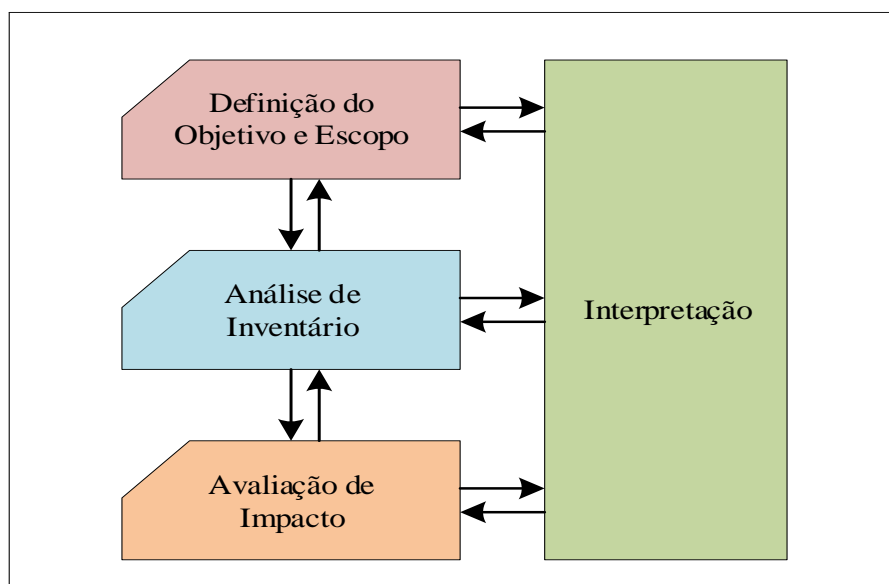 Definição do
Objetivo e Escopo
Análise de
Inventário
Interpretação
Avaliação de
Impacto